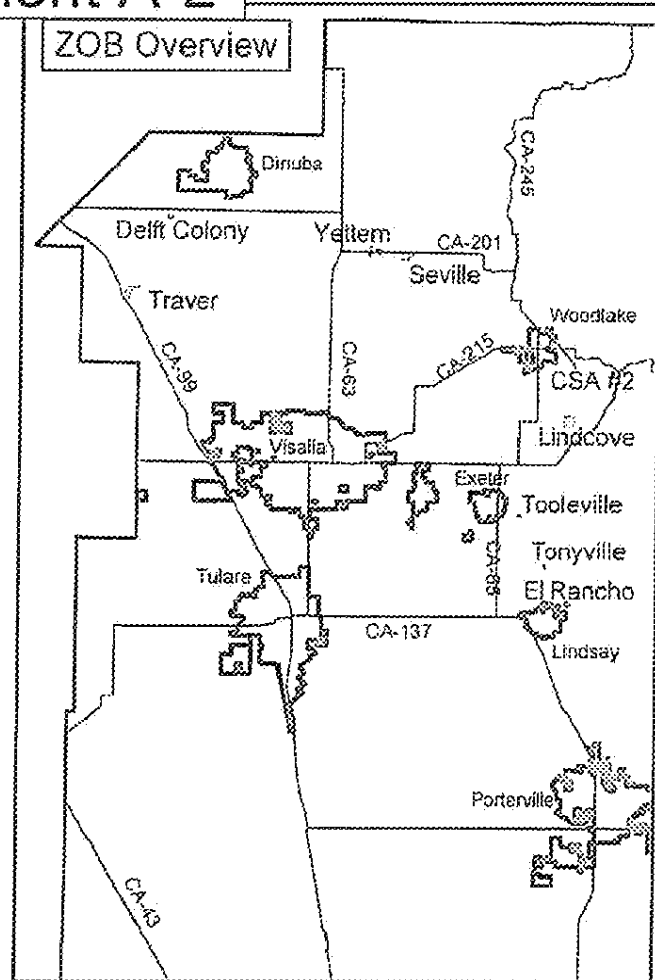 A-2
ZOB Overview
Dinuba
CA-245
Delft Colony
Yettem
CA-201
Seville
Traver
Woodlake
CA-99
CA-63
CA-215
CSA #2
Visalia
Lindcove
Exeter
Tooleville
Tonyville
Tulare
El Rancho
CA-137
Lindsay
Porterville
CA-43